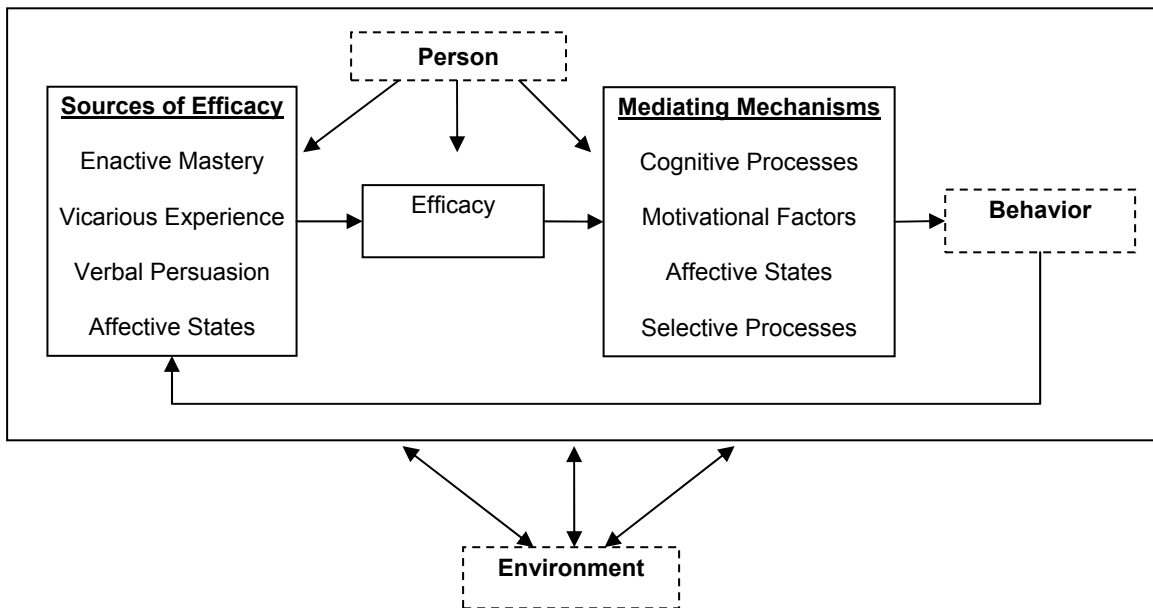 Person
Sources of Efficacy
Enactive Mastery
Vicarious Experience
Verbal Persuasion
Affective States
Efficacy
Mediating Mechanisms
Cognitive Processes
Motivational Factors
Affective States
Selective Processes
Behavior
Environment